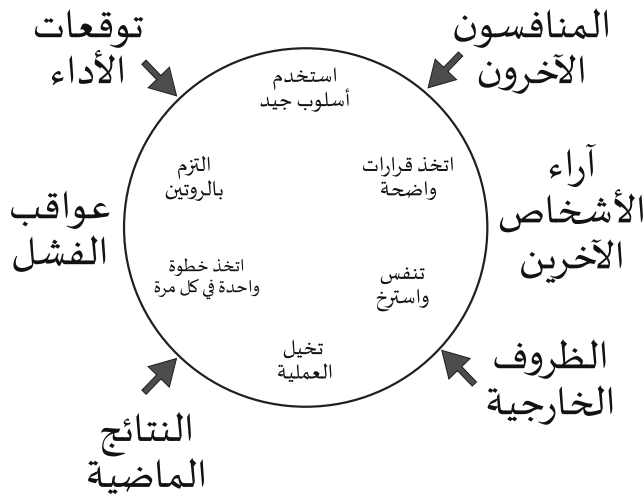 المنافسون
الآخرون
توقعات
الأداء
استخدم
أسلوب جيد
اتخذ قرارات
واضحة
التزم
بالروتين
آراء
الأشخاص
الآخرين
عواقب
الفشل
تنفس
واسترخ
اتخذ خطوة
واحدة في كل مرة
تخيل
العملية
الظروف
الخارجية
النتائج
الماضية